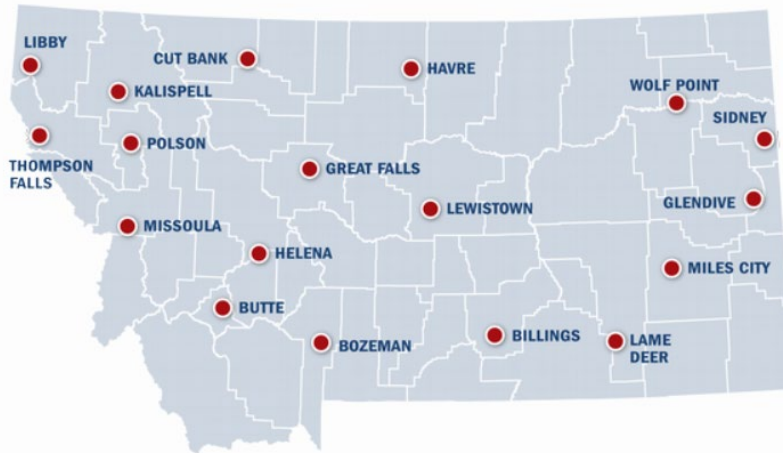 LIBBY
CUT BANK
HAVRE
KALISPELL
WOLF POINT
SIDNEY
POLSON
THOMPSON
FALLS
GREAT FALLS
LEWISTOWN
GLENDIVE
MISSOULA
HELENA
MILES CITY
BUTTE
BOZEMAN
BILLINGS
LAME
DEER